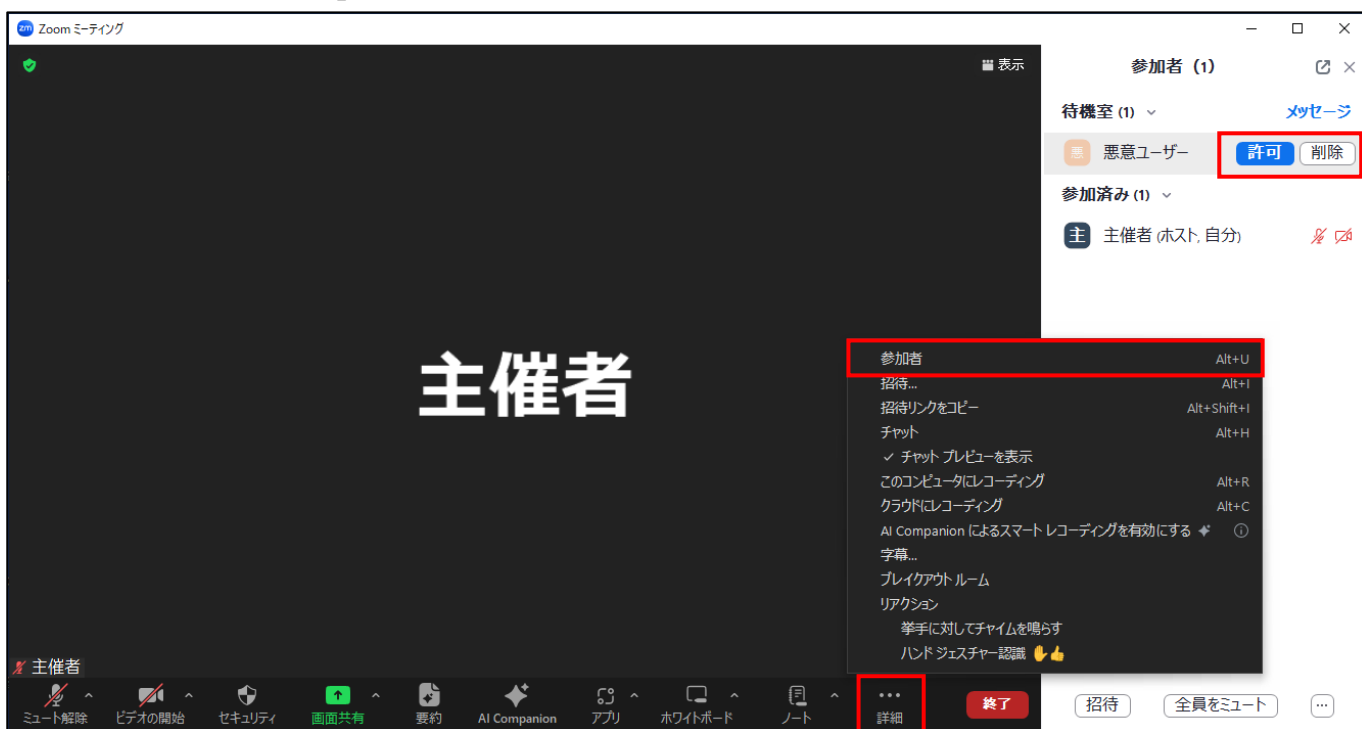 zm Zoom ミーティング
表示
主催者
主催者
ミュート解除
ビデオの開始
セキュリティ
画面共有
要約
AI Companion
アプリ
ホワイトボード
ノート
詳細
終了
参加者 Alt+U
招待... Alt+I
招待リンクをコピー Alt+Shift+I
チャット Alt+H
✓ チャット プレビューを表示
このコンピュータにレコーディング Alt+R
クラウドにレコーディング Alt+C
AI Companion によるスマート レコーディングを有効にする
字幕...
ブレイクアウト ルーム
リアクション
挙手に対してチャイムを鳴らす
ハンド ジェスチャー認識 ✋👍
参加者 (1)
待機室 (1) メッセージ
悪 悪意ユーザー 許可 削除
参加済み (1)
主 主催者 (ホスト, 自分)
招待 全員をミュート ...